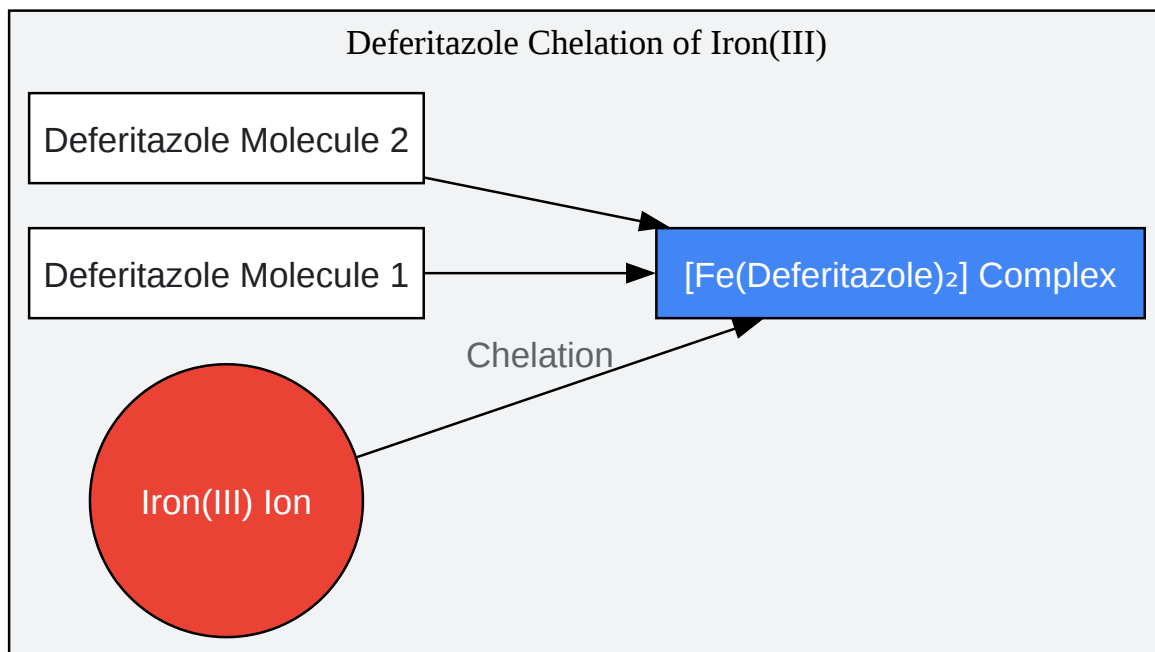 Deferitazole Chelation of Iron(III)
Deferitazole Molecule 2
Deferitazole Molecule 1
[Fe(Deferitazole)₂] Complex
Chelation
Iron(III) Ion